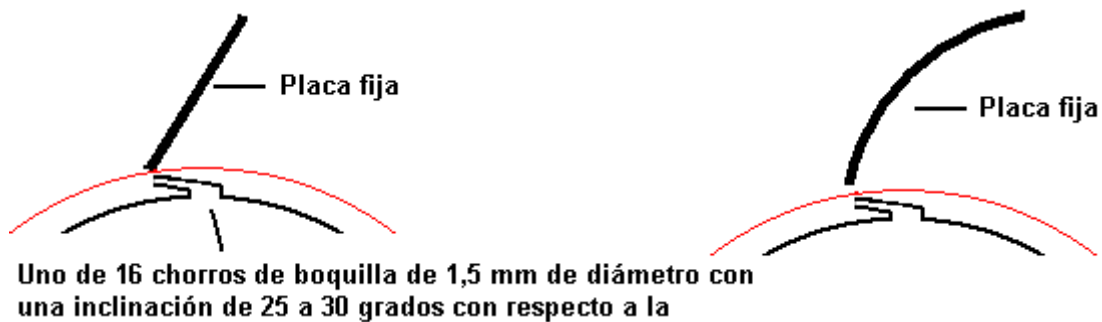 Placa fija
Placa fija
Uno de 16 chorros de boquilla de 1,5 mm de diámetro con
una inclinación de 25 a 30 grados con respecto a la